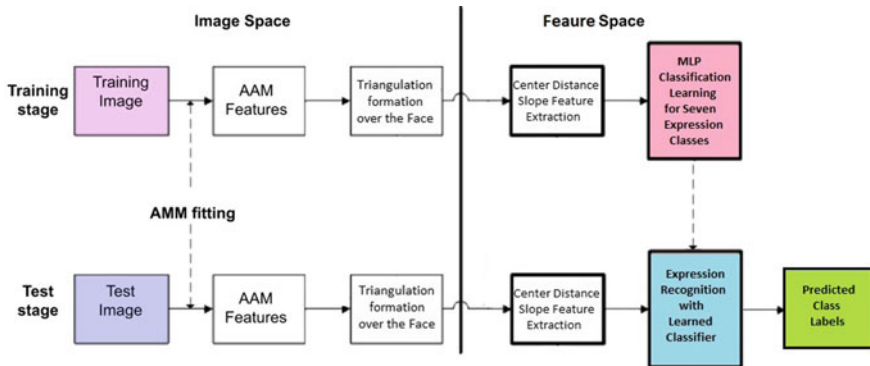 Image Space
Feaure Space
Training
stage
Training
Image
AAM
Features
Triangulation
formation
over the Face
Center Distance
Slope Feature
Extraction
MLP
Classification
Learning
for Seven
Expression
Classes
AMM fitting
Test
stage
Test
Image
AAM
Features
Triangulation
formation
over the Face
Center Distance
Slope Feature
Extraction
Expression
Recognition
with
Learned
Classifier
Predicted
Class
Labels